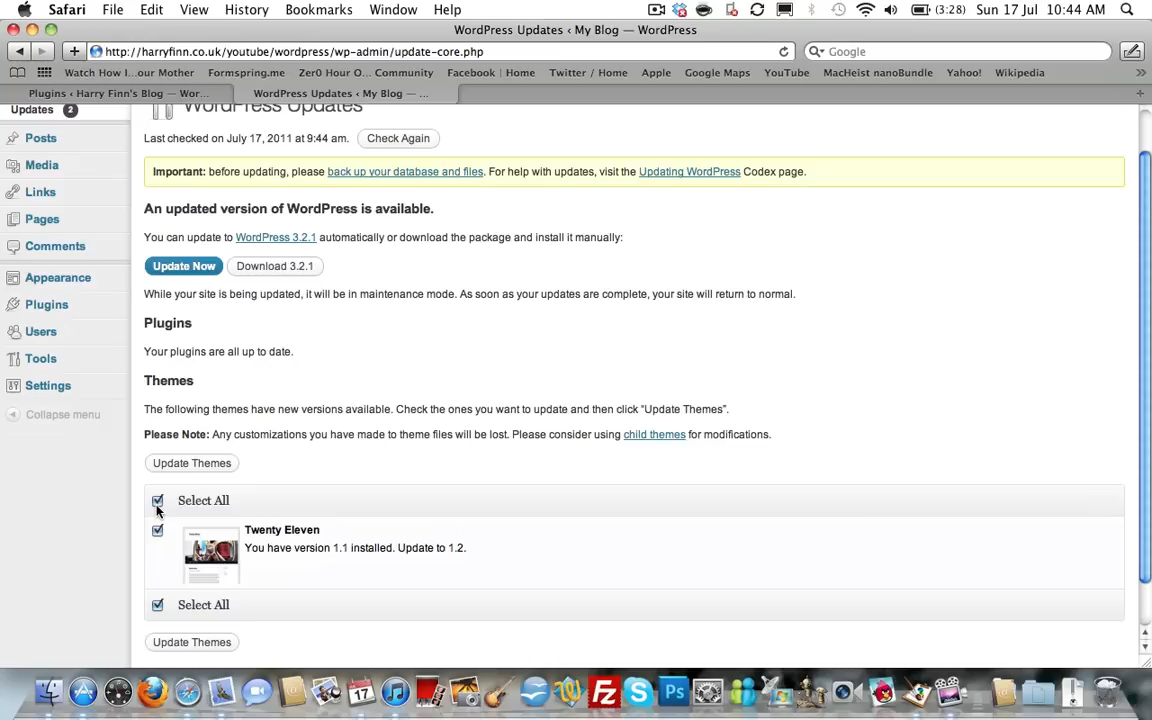 Safari File Edit View History Bookmarks Window Help (3:28) Sun 17 Jul 10:44 AM
WordPress Updates ‹ My Blog — WordPress
http://harryfinn.co.uk/youtube/wordpress/wp-admin/update-core.php Google
Watch How I...our Mother Formspring.me Zer0 Hour O... Community Facebook | Home Twitter / Home Apple Google Maps YouTube MacHeist nanoBundle Yahoo! Wikipedia
Plugins ‹ Harry Finn's Blog — Wor... WordPress Updates ‹ My Blog — ...
Updates 2
Posts
Media
Links
Pages
Comments
Appearance
Plugins
Users
Tools
Settings
Collapse menu
WordPress Updates
Last checked on July 17, 2011 at 9:44 am. Check Again
Important: before updating, please back up your database and files. For help with updates, visit the Updating WordPress Codex page.
An updated version of WordPress is available.
You can update to WordPress 3.2.1 automatically or download the package and install it manually:
Update Now Download 3.2.1
While your site is being updated, it will be in maintenance mode. As soon as your updates are complete, your site will return to normal.
Plugins
Your plugins are all up to date.
Themes
The following themes have new versions available. Check the ones you want to update and then click “Update Themes”.
Please Note: Any customizations you have made to theme files will be lost. Please consider using child themes for modifications.
Update Themes
Select All
Twenty Eleven
You have version 1.1 installed. Update to 1.2.
Select All
Update Themes
17
Fz
S
Ps